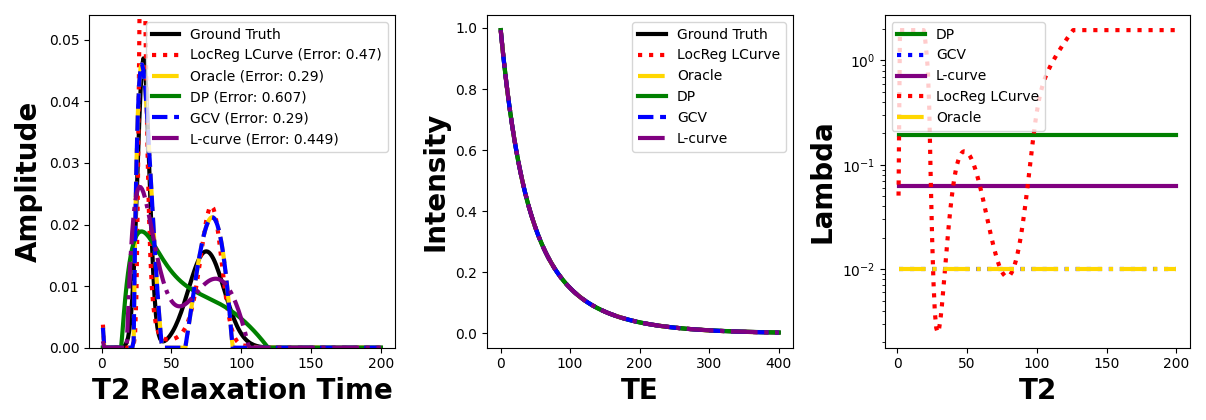 Amplitude
0.05
0.04
0.03
0.02
0.01
0.00
Ground Truth
LocReg LCurve (Error: 0.47)
Oracle (Error: 0.29)
DP (Error: 0.607)
GCV (Error: 0.29)
L-curve (Error: 0.449)
0 50 100 150 200
T2 Relaxation Time
Intensity
1.0
0.8
0.6
0.4
0.2
0.0
Ground Truth
LocReg LCurve
Oracle
DP
GCV
L-curve
0 100 200 300 400
TE
Lambda
10⁰
10⁻¹
10⁻²
DP
GCV
L-curve
LocReg LCurve
Oracle
0 50 100 150 200
T2